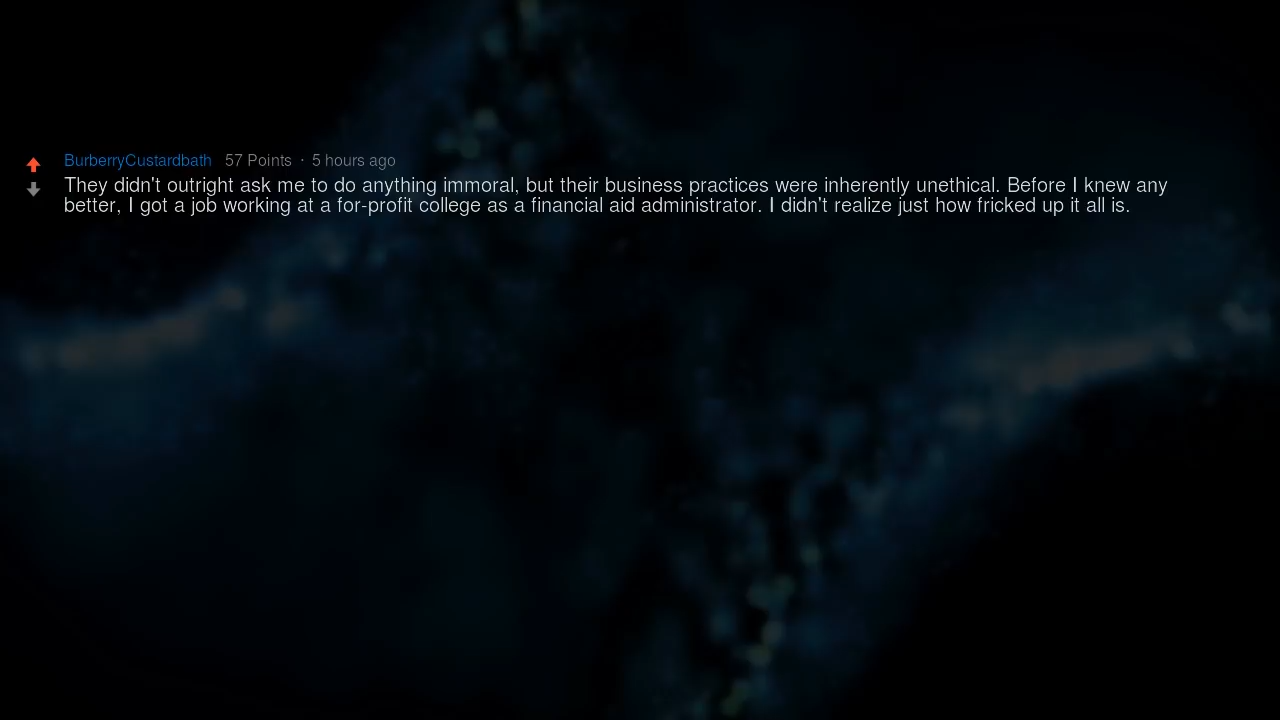 BurberryCustardbath 57 Points · 5 hours ago
They didn't outright ask me to do anything immoral, but their business practices were inherently unethical. Before I knew any
better, I got a job working at a for-profit college as a financial aid administrator. I didn't realize just how fricked up it all is.